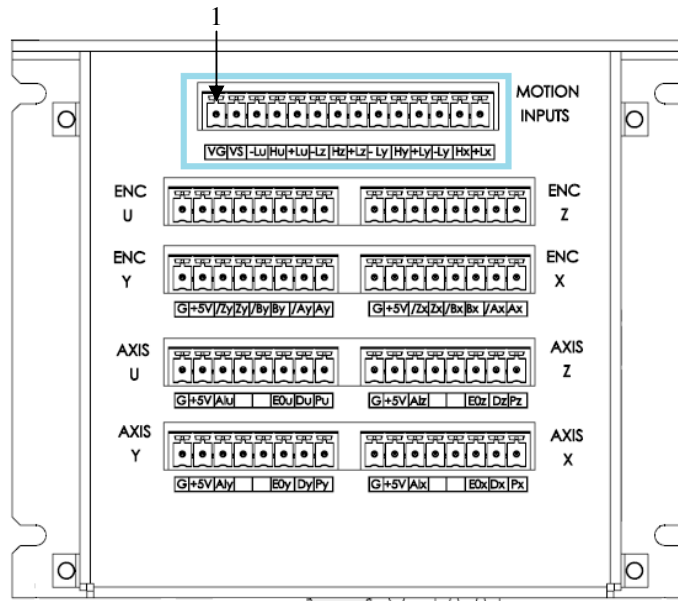 1
MOTION
INPUTS
VG VS -Lu Hu +Lu -Lz Hz +Lz - Ly Hy +Ly -Ly Hx +Lx
ENC
U
ENC
Z
ENC
Y
ENC
X
G +5V /Zy Zy /By By /Ay Ay
G +5V /Zx Zx /Bx Bx /Ax Ax
AXIS
U
AXIS
Z
G +5V AIu E0u Du Pu
G +5V AIz E0z Dz Pz
AXIS
Y
AXIS
X
G +5V AIy E0y Dy Py
G +5V AIx E0x Dx Px